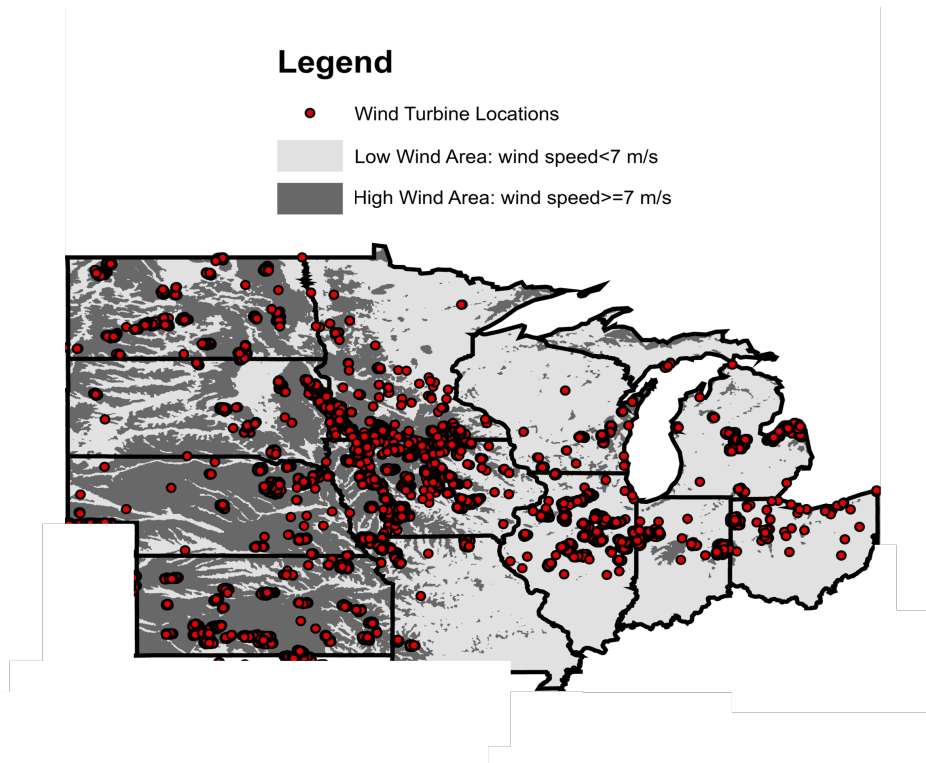 Legend
Wind Turbine Locations
Low Wind Area: wind speed<7 m/s
High Wind Area: wind speed>=7 m/s